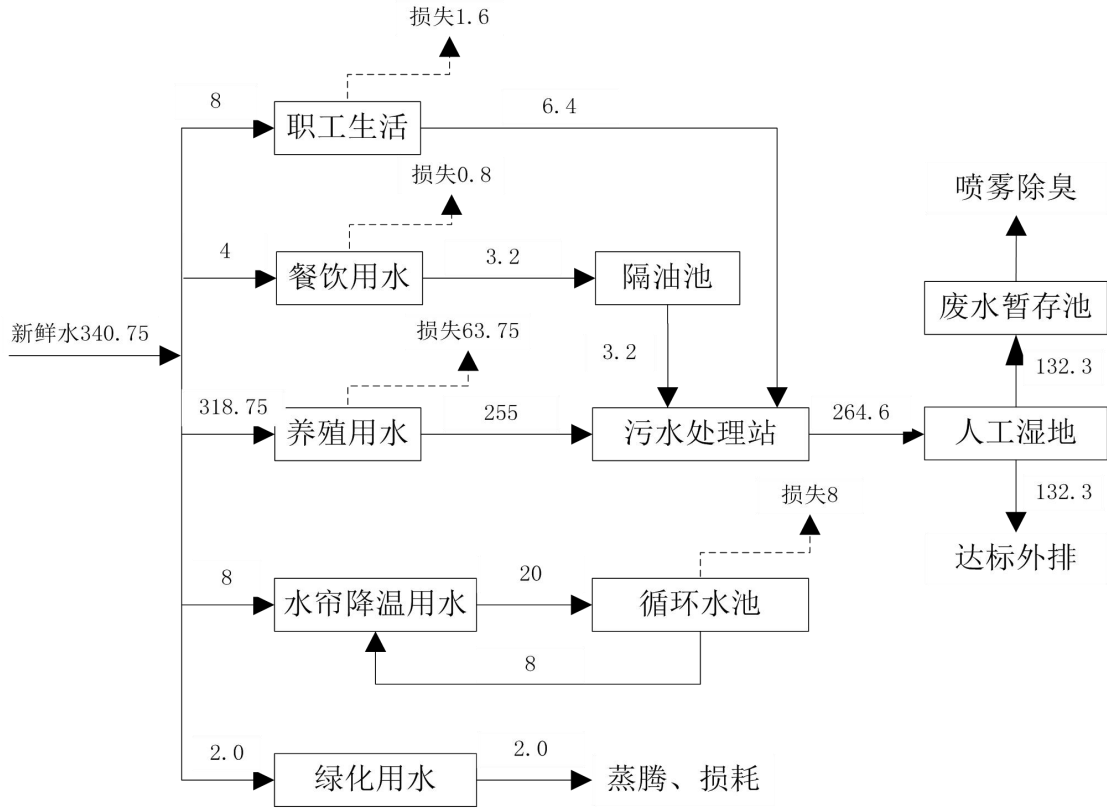 损失1.6
8
职工生活
6.4
损失0.8
4
餐饮用水
3.2
隔油池
3.2
喷雾除臭
废水暂存池
132.3
新鲜水340.75
损失63.75
318.75
养殖用水
255
污水处理站
264.6
人工湿地
132.3
达标外排
损失8
8
水帘降温用水
20
循环水池
8
2.0
绿化用水
2.0
蒸腾、损耗